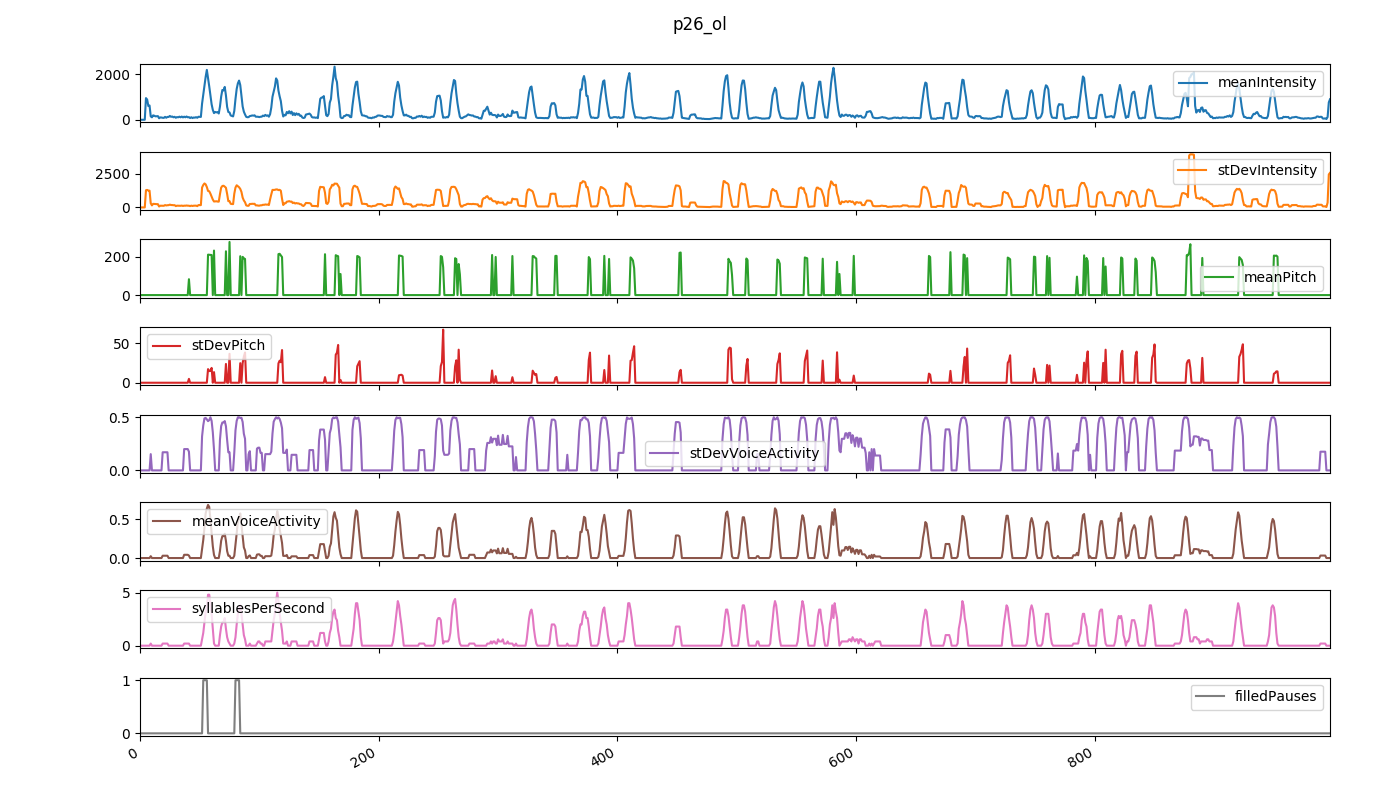 p26_ol
2000
0
meanIntensity
2500
0
stDevIntensity
200
0
meanPitch
50
0
stDevPitch
0.5
0.0
stDevVoiceActivity
0.5
0.0
meanVoiceActivity
5
0
syllablesPerSecond
1
0
filledPauses
0
200
400
600
800